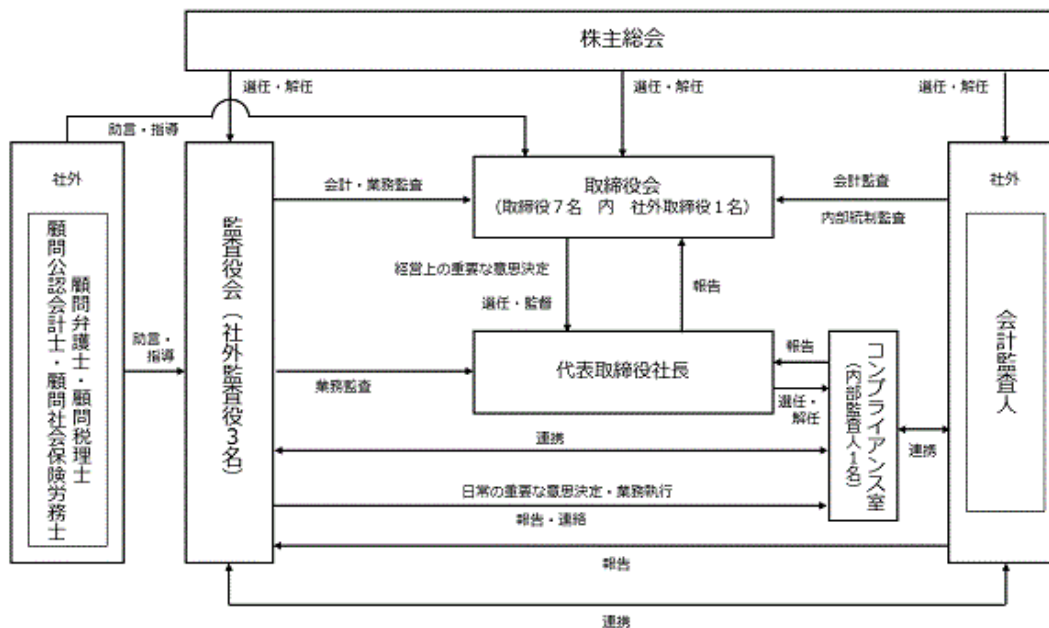 株主総会
選任・解任
選任・解任
選任・解任
助言・指導
社外
顧問弁護士・顧問税理士
顧問公認会計士・顧問社会保険労務士
助言・
指導
監査役会(社外監査役3名)
会計・業務監査
取締役会
(取締役7名 内 社外取締役1名)
会計監査
内部統制監査
社外
会計監査人
経営上の重要な意思決定
選任・監督
報告
業務監査
代表取締役社長
報告
選任・
解任
コンプライアンス室
(内部監査人1名)
連携
連携
日常の重要な意思決定・業務執行
報告・連絡
報告
連携